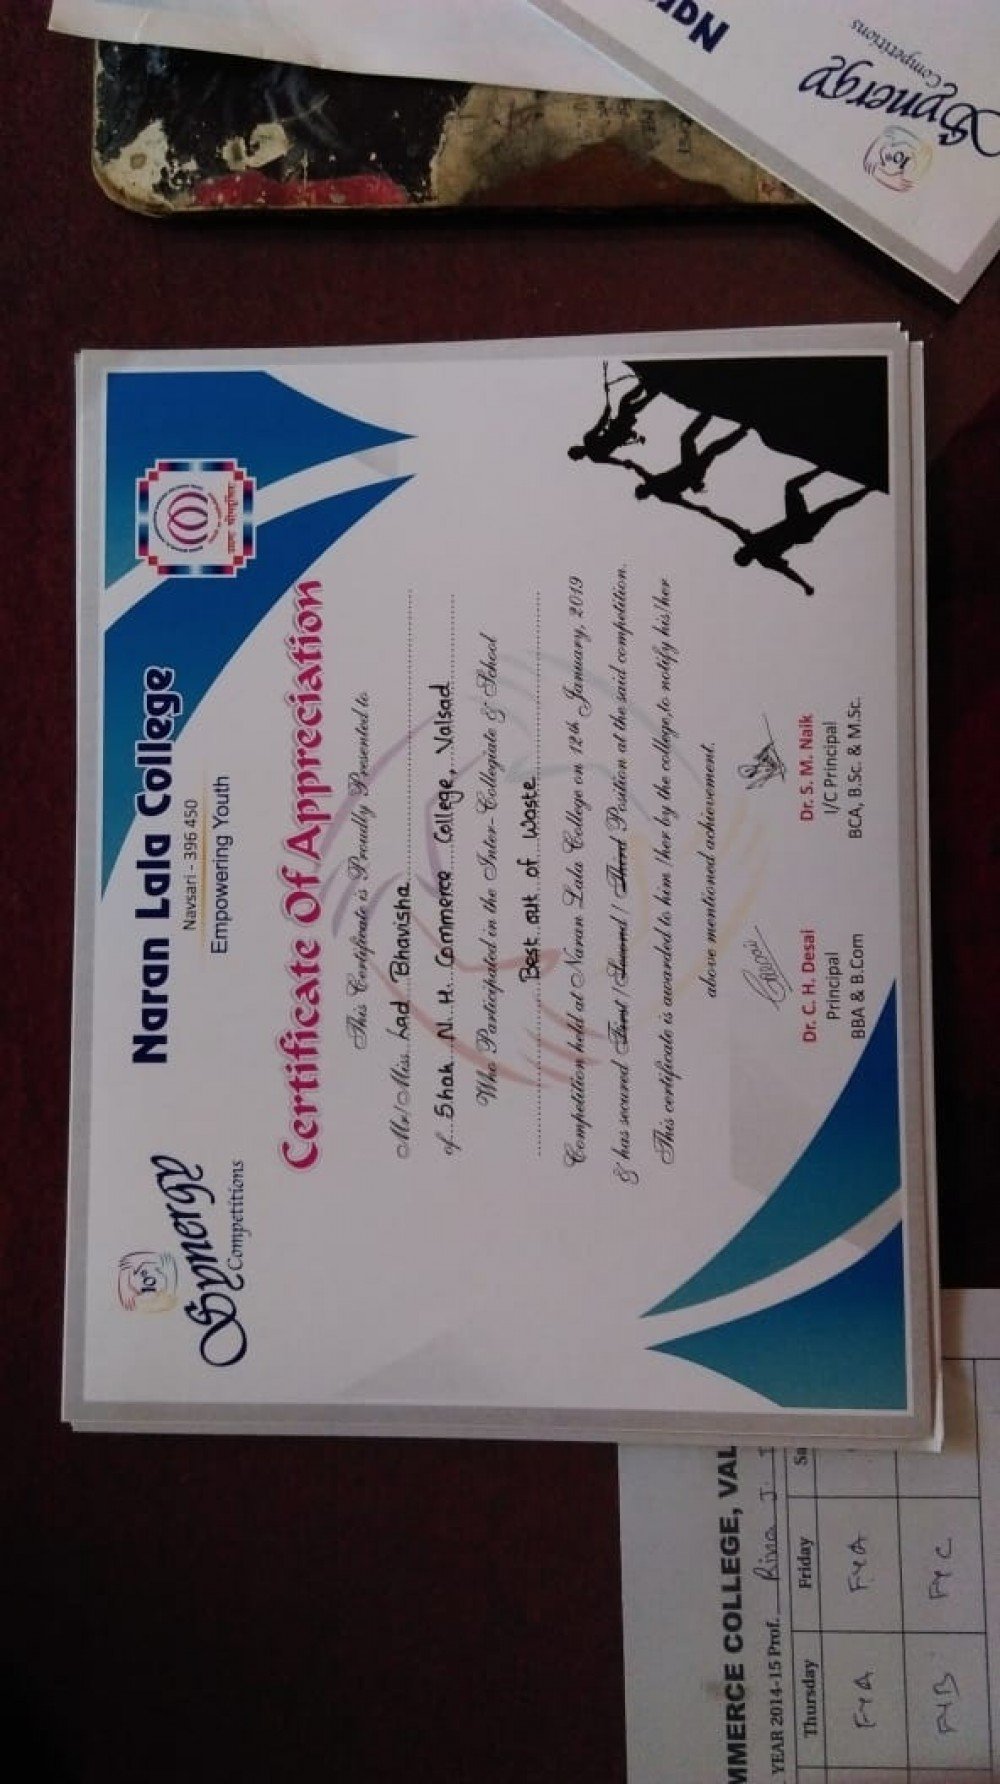 10th
Synergy
Competitions
Naran Lala College
Navsari - 396 450
Empowering Youth
Certificate Of Appreciation
This Certificate is Proudly Presented to
Mr/Miss. Lad Bhavisha
of Shah N. H. Commerce College, Valsad
Who Participated in the Inter-Collegiate & School
Best out of Waste
Competition held at Naran Lala College on 12th January, 2019
& has secured First / Second / Third Position at the said competition.
This certificate is awarded to him /her by the college,to notify his/her
above mentioned achievement.
Dr. C. H. Desai
Principal
BBA & B.Com
Dr. S. M. Naik
I/C Principal
BCA, B.Sc. & M.Sc.
Nar
10th
Synergy
Competitions
MMERCE COLLEGE, VAL
YEAR 2014-15 Prof. Rina J.
Thursday Friday Sa
FYA FYA
FYB FYC